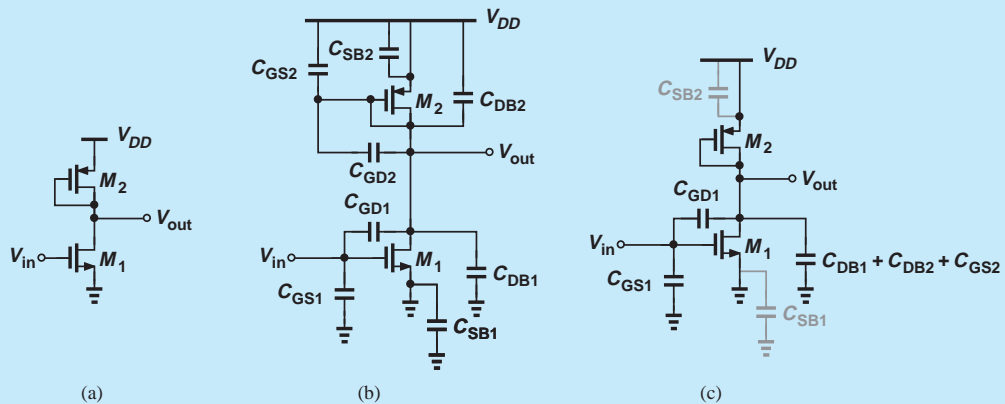 V_DD
M_2
V_out
V_in
M_1
(a)
V_DD
C_SB2
C_GS2
M_2
C_DB2
C_GD2
V_out
C_GD1
V_in
M_1
C_GS1
C_DB1
C_SB1
(b)
V_DD
C_SB2
M_2
V_out
C_GD1
V_in
M_1
C_GS1
C_DB1 + C_DB2 + C_GS2
C_SB1
(c)